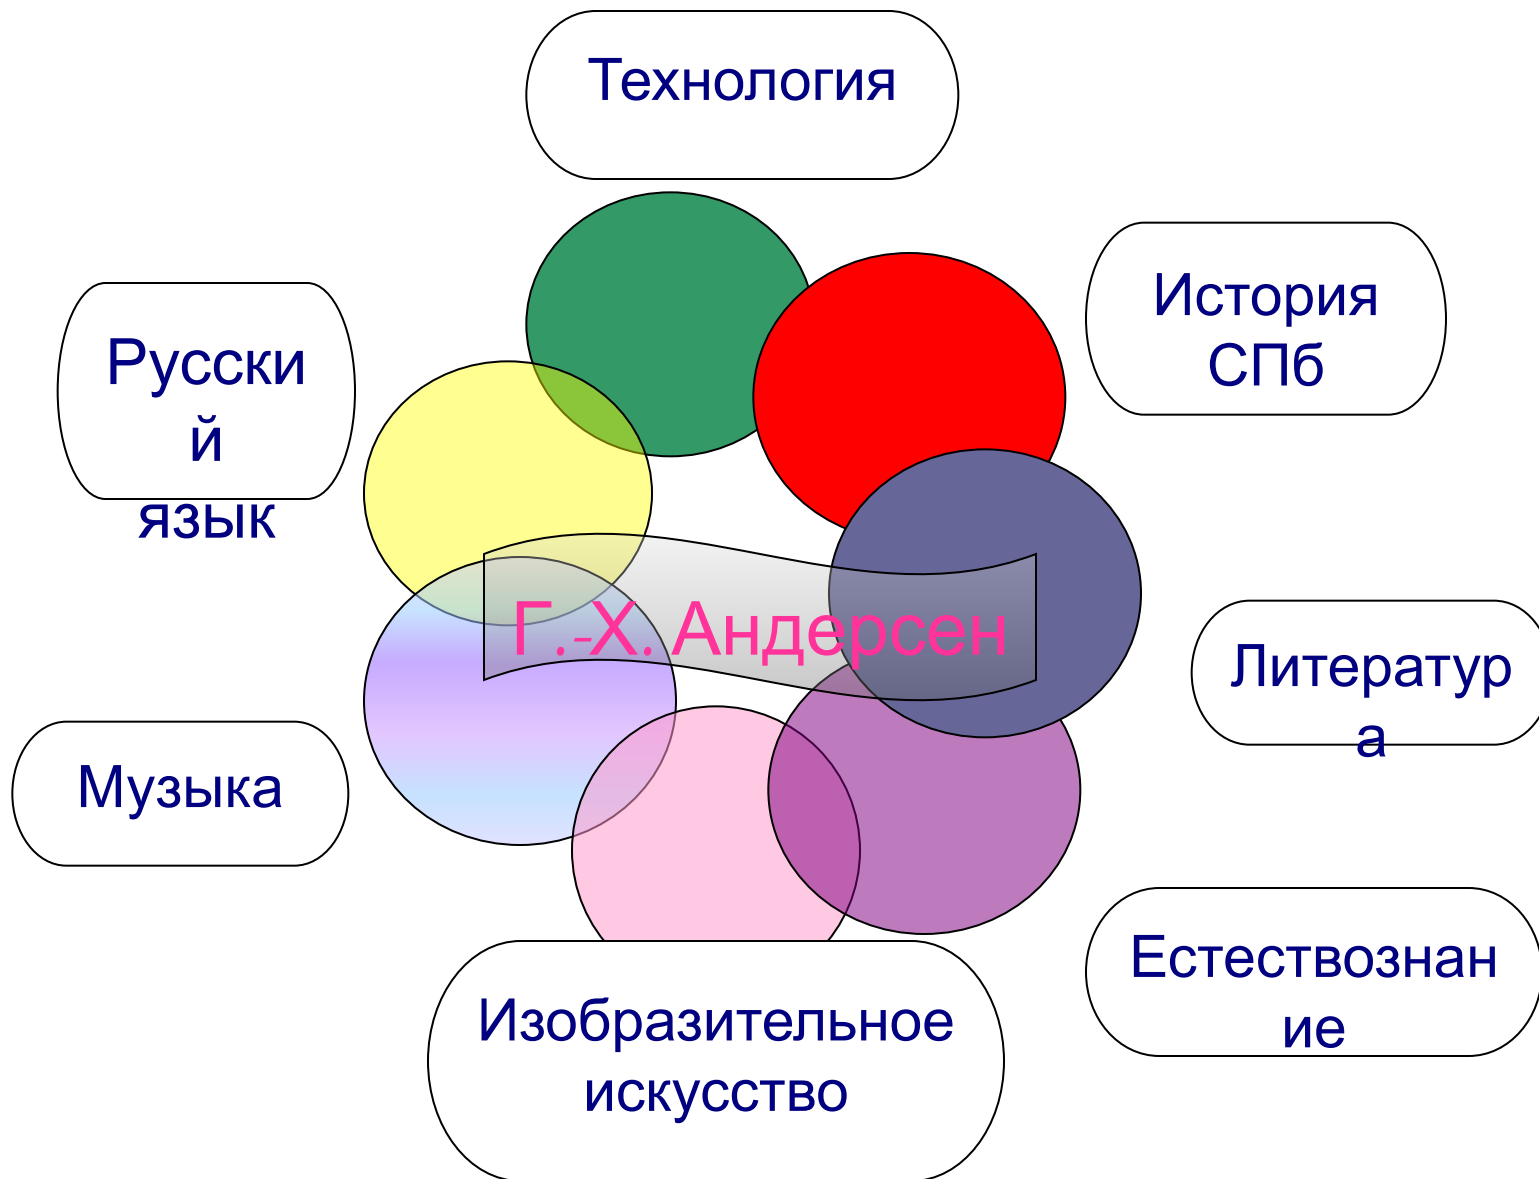 Технология
История
СПб
Русски
й
язык
Г.-Х. Андерсен
Литератур
а
Музыка
Естествознан
ие
Изобразительное
искусство